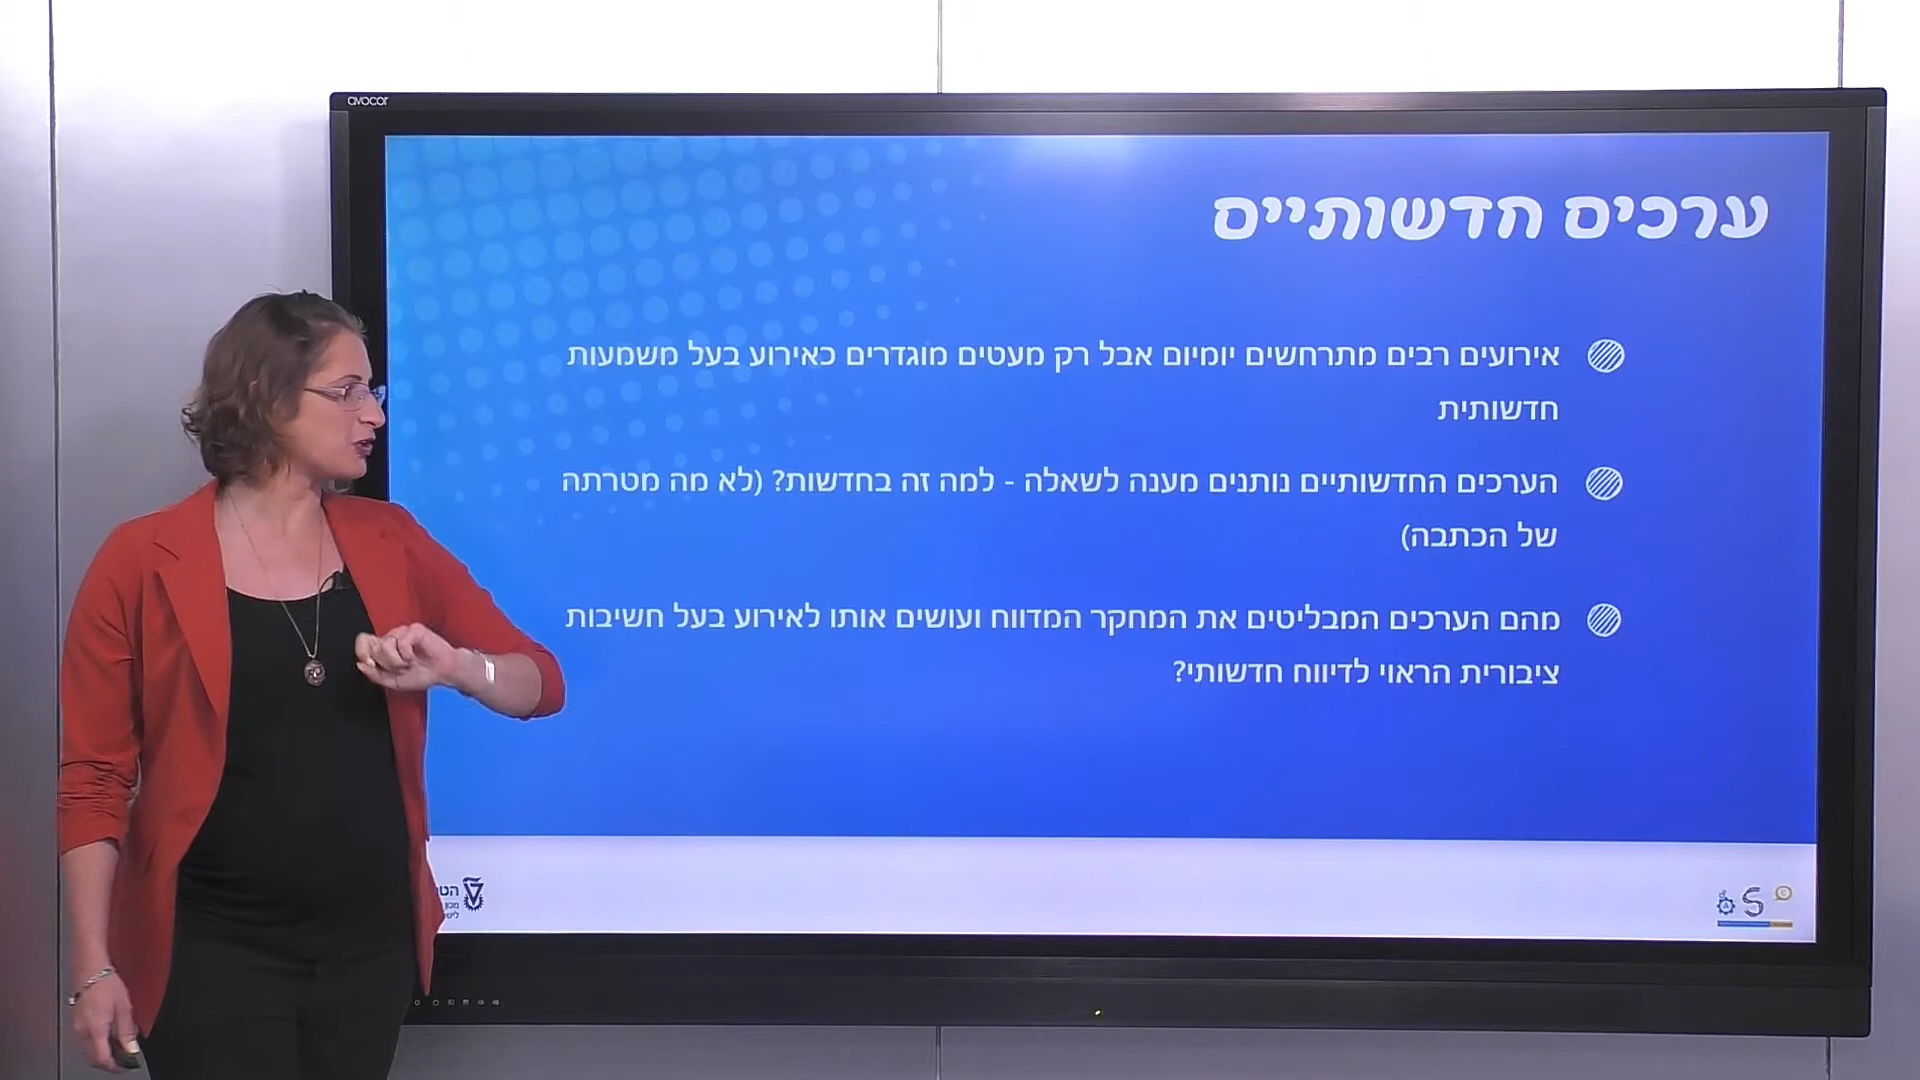 avocor
ערכים חדשותיים
אירועים רבים מתרחשים יומיום אבל רק מעטים מוגדרים כאירוע בעל משמעות
חדשותית
הערכים החדשותיים נותנים מענה לשאלה - למה זה בחדשות? (לא מה מטרתה
של הכתבה)
מהם הערכים המבליטים את המחקר המדווח ועושים אותו לאירוע בעל חשיבות
ציבורית הראוי לדיווח חדשותי?